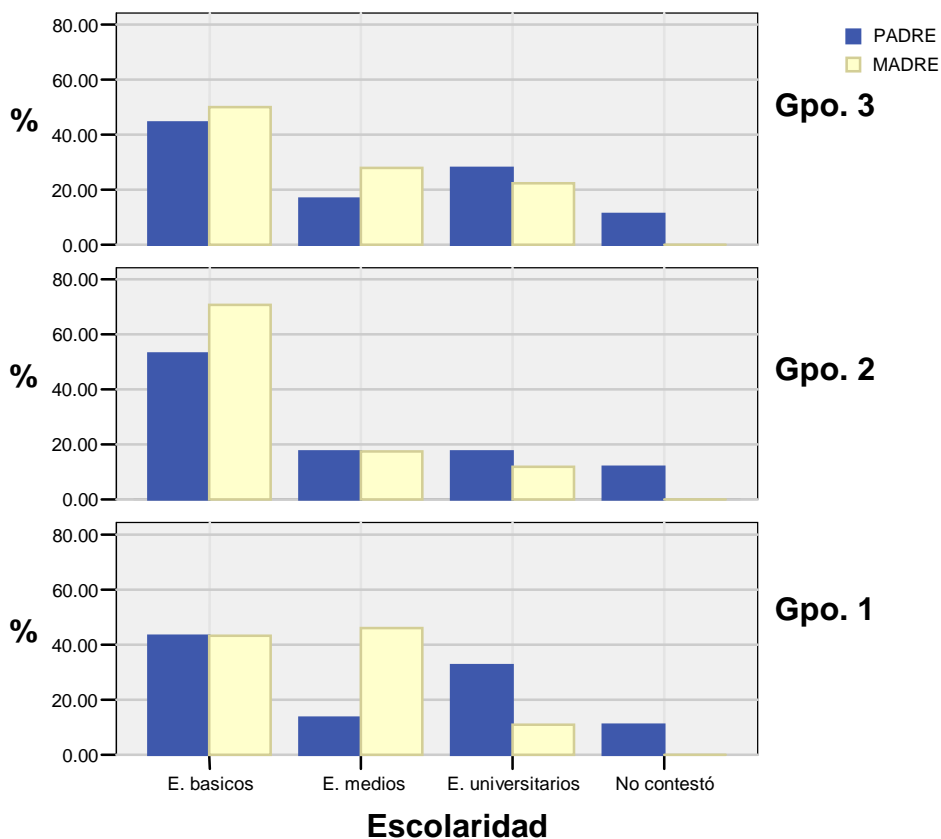 PADRE
MADRE
80.00
60.00
40.00
20.00
0.00
%
Gpo. 3
80.00
60.00
40.00
20.00
0.00
%
Gpo. 2
80.00
60.00
40.00
20.00
0.00
%
Gpo. 1
E. basicos E. medios E. universitarios No contestó
Escolaridad